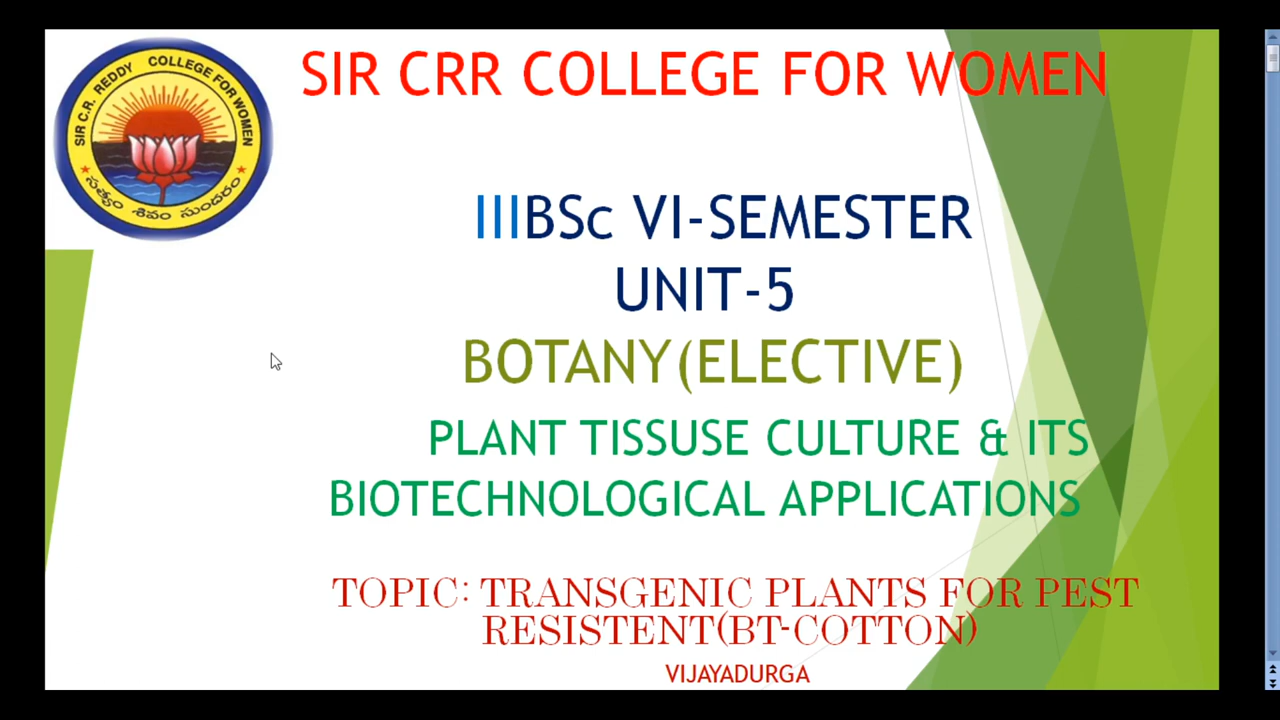 SIR C.R. REDDY COLLEGE FOR WOMEN
సత్యం శివం సుందరం
SIR CRR COLLEGE FOR WOMEN
IIIBSc VI-SEMESTER
UNIT-5
BOTANY(ELECTIVE)
PLANT TISSUSE CULTURE & ITS
BIOTECHNOLOGICAL APPLICATIONS
TOPIC: TRANSGENIC PLANTS FOR PEST
RESISTENT(BT-COTTON)
VIJAYADURGA